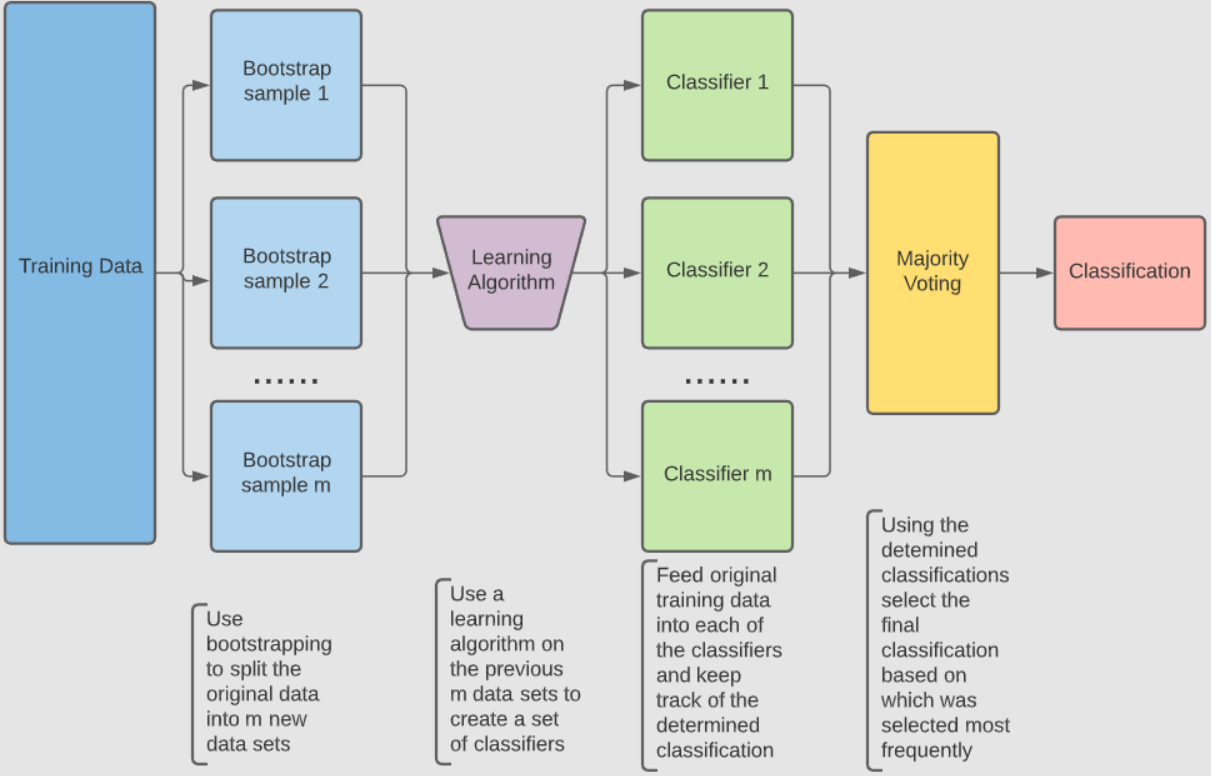 Training Data
Bootstrap
sample 1
Bootstrap
sample 2
......
Bootstrap
sample m
Learning
Algorithm
Classifier 1
Classifier 2
......
Classifier m
Majority
Voting
Classification
Use
bootstrapping
to split the
original data
into m new
data sets
Use a
learning
algorithm on
the previous
m data sets to
create a set
of classifiers
Feed original
training data
into each of
the classifiers
and keep
track of the
determined
classification
Using the
detemined
classifications
select the
final
classification
based on
which was
selected most
frequently